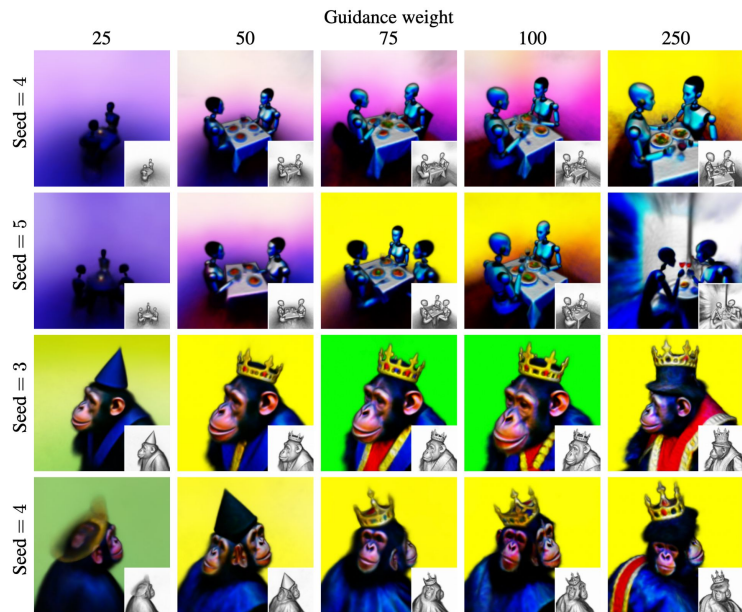 Guidance weight
25 50 75 100 250
Seed = 4
Seed = 5
Seed = 3
Seed = 4